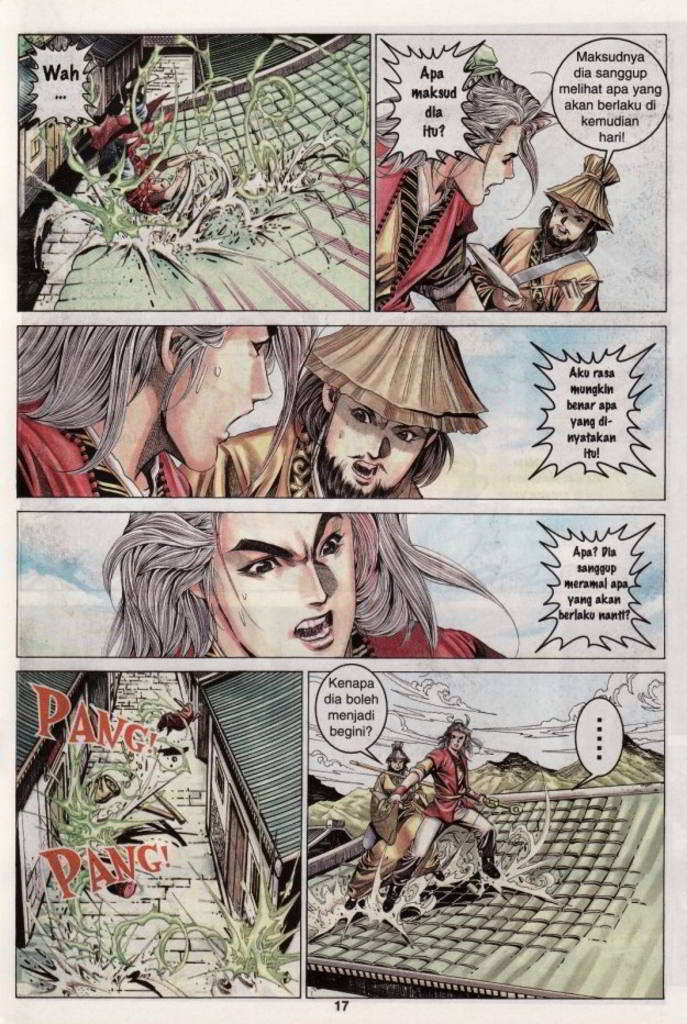 Wah
...
Apa
maksud
dia
itu?
Maksudnya
dia sanggup
melihat apa yang
akan berlaku di
kemudian
hari!
Aku rasa
mungkin
benar apa
yang di-
nyatakan
itu!
Apa? Dia
sanggup
meramal apa
yang akan
berlaku nanti?
PANG!
PANG!
Kenapa
dia boleh
menjadi
begini?
.....
17